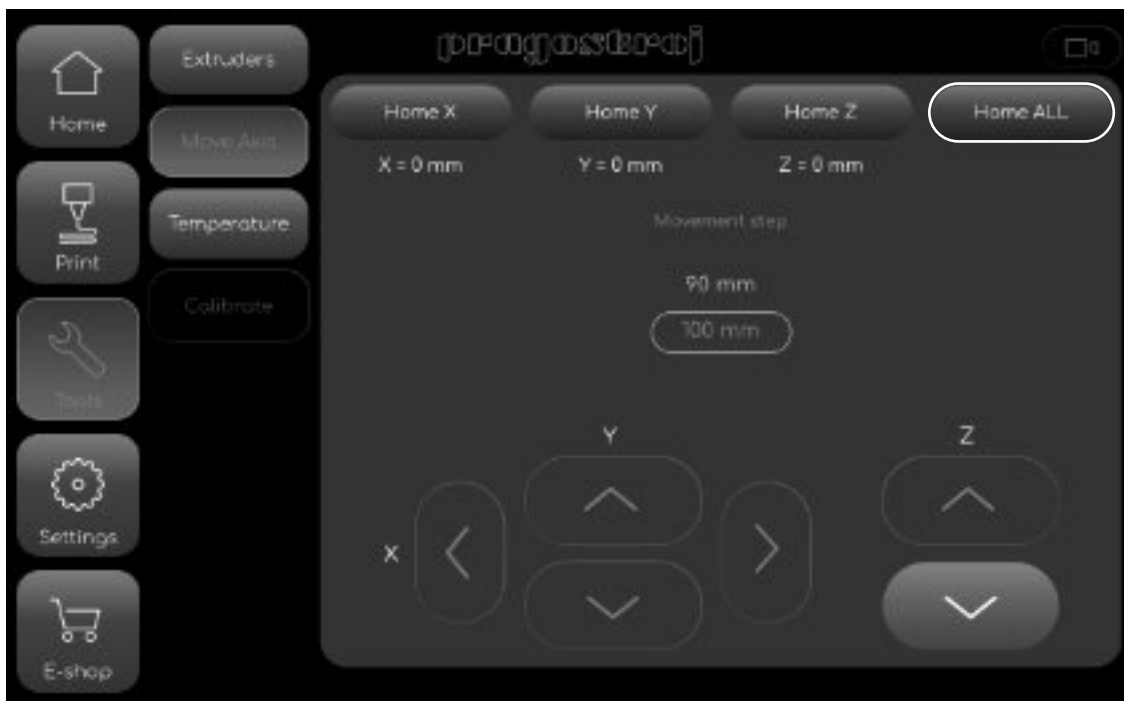 Home
Print
Tools
Settings
E-shop
Extruders
Move Axis
Temperature
Calibrate
Home X
Home Y
Home Z
Home ALL
X = 0 mm
Y = 0 mm
Z = 0 mm
Movement step
90 mm
100 mm
Y
Z
X